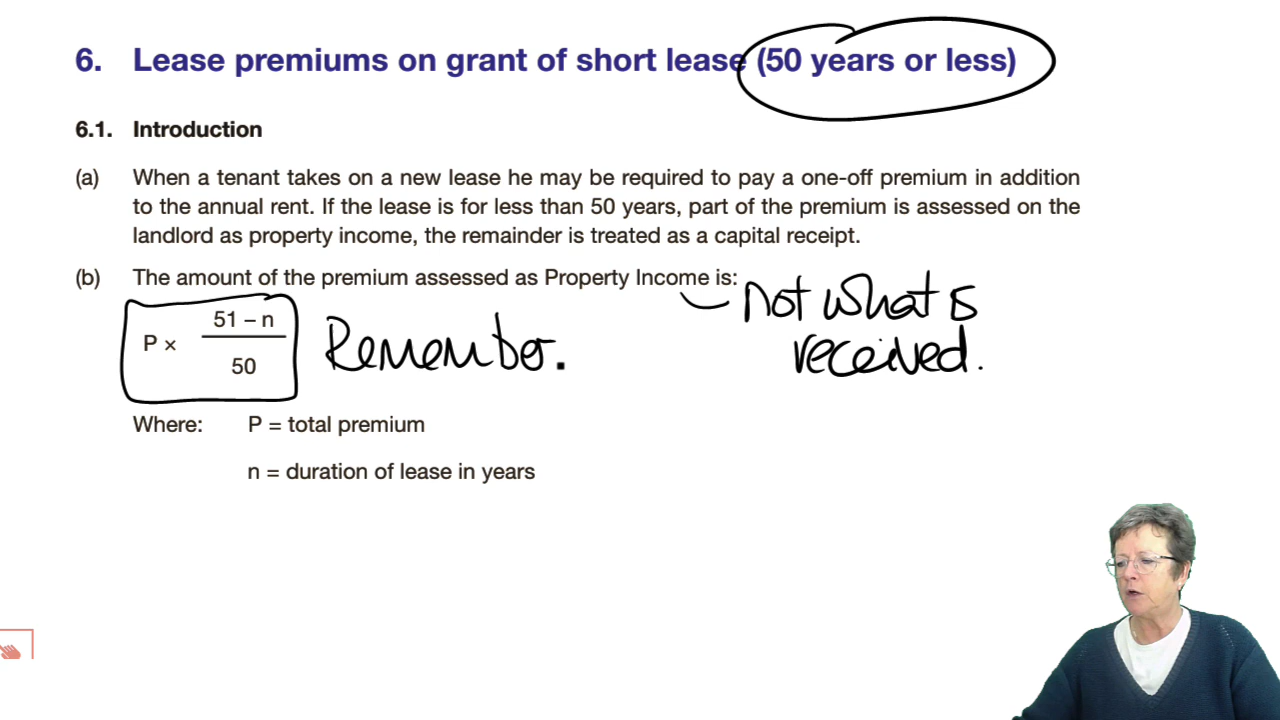 6. Lease premiums on grant of short lease (50 years or less)
6.1. Introduction
(a) When a tenant takes on a new lease he may be required to pay a one-off premium in addition
to the annual rent. If the lease is for less than 50 years, part of the premium is assessed on the
landlord as property income, the remainder is treated as a capital receipt.
(b) The amount of the premium assessed as Property Income is:
not what is
received.
P × 51 – n
50
Remember.
Where: P = total premium
n = duration of lease in years